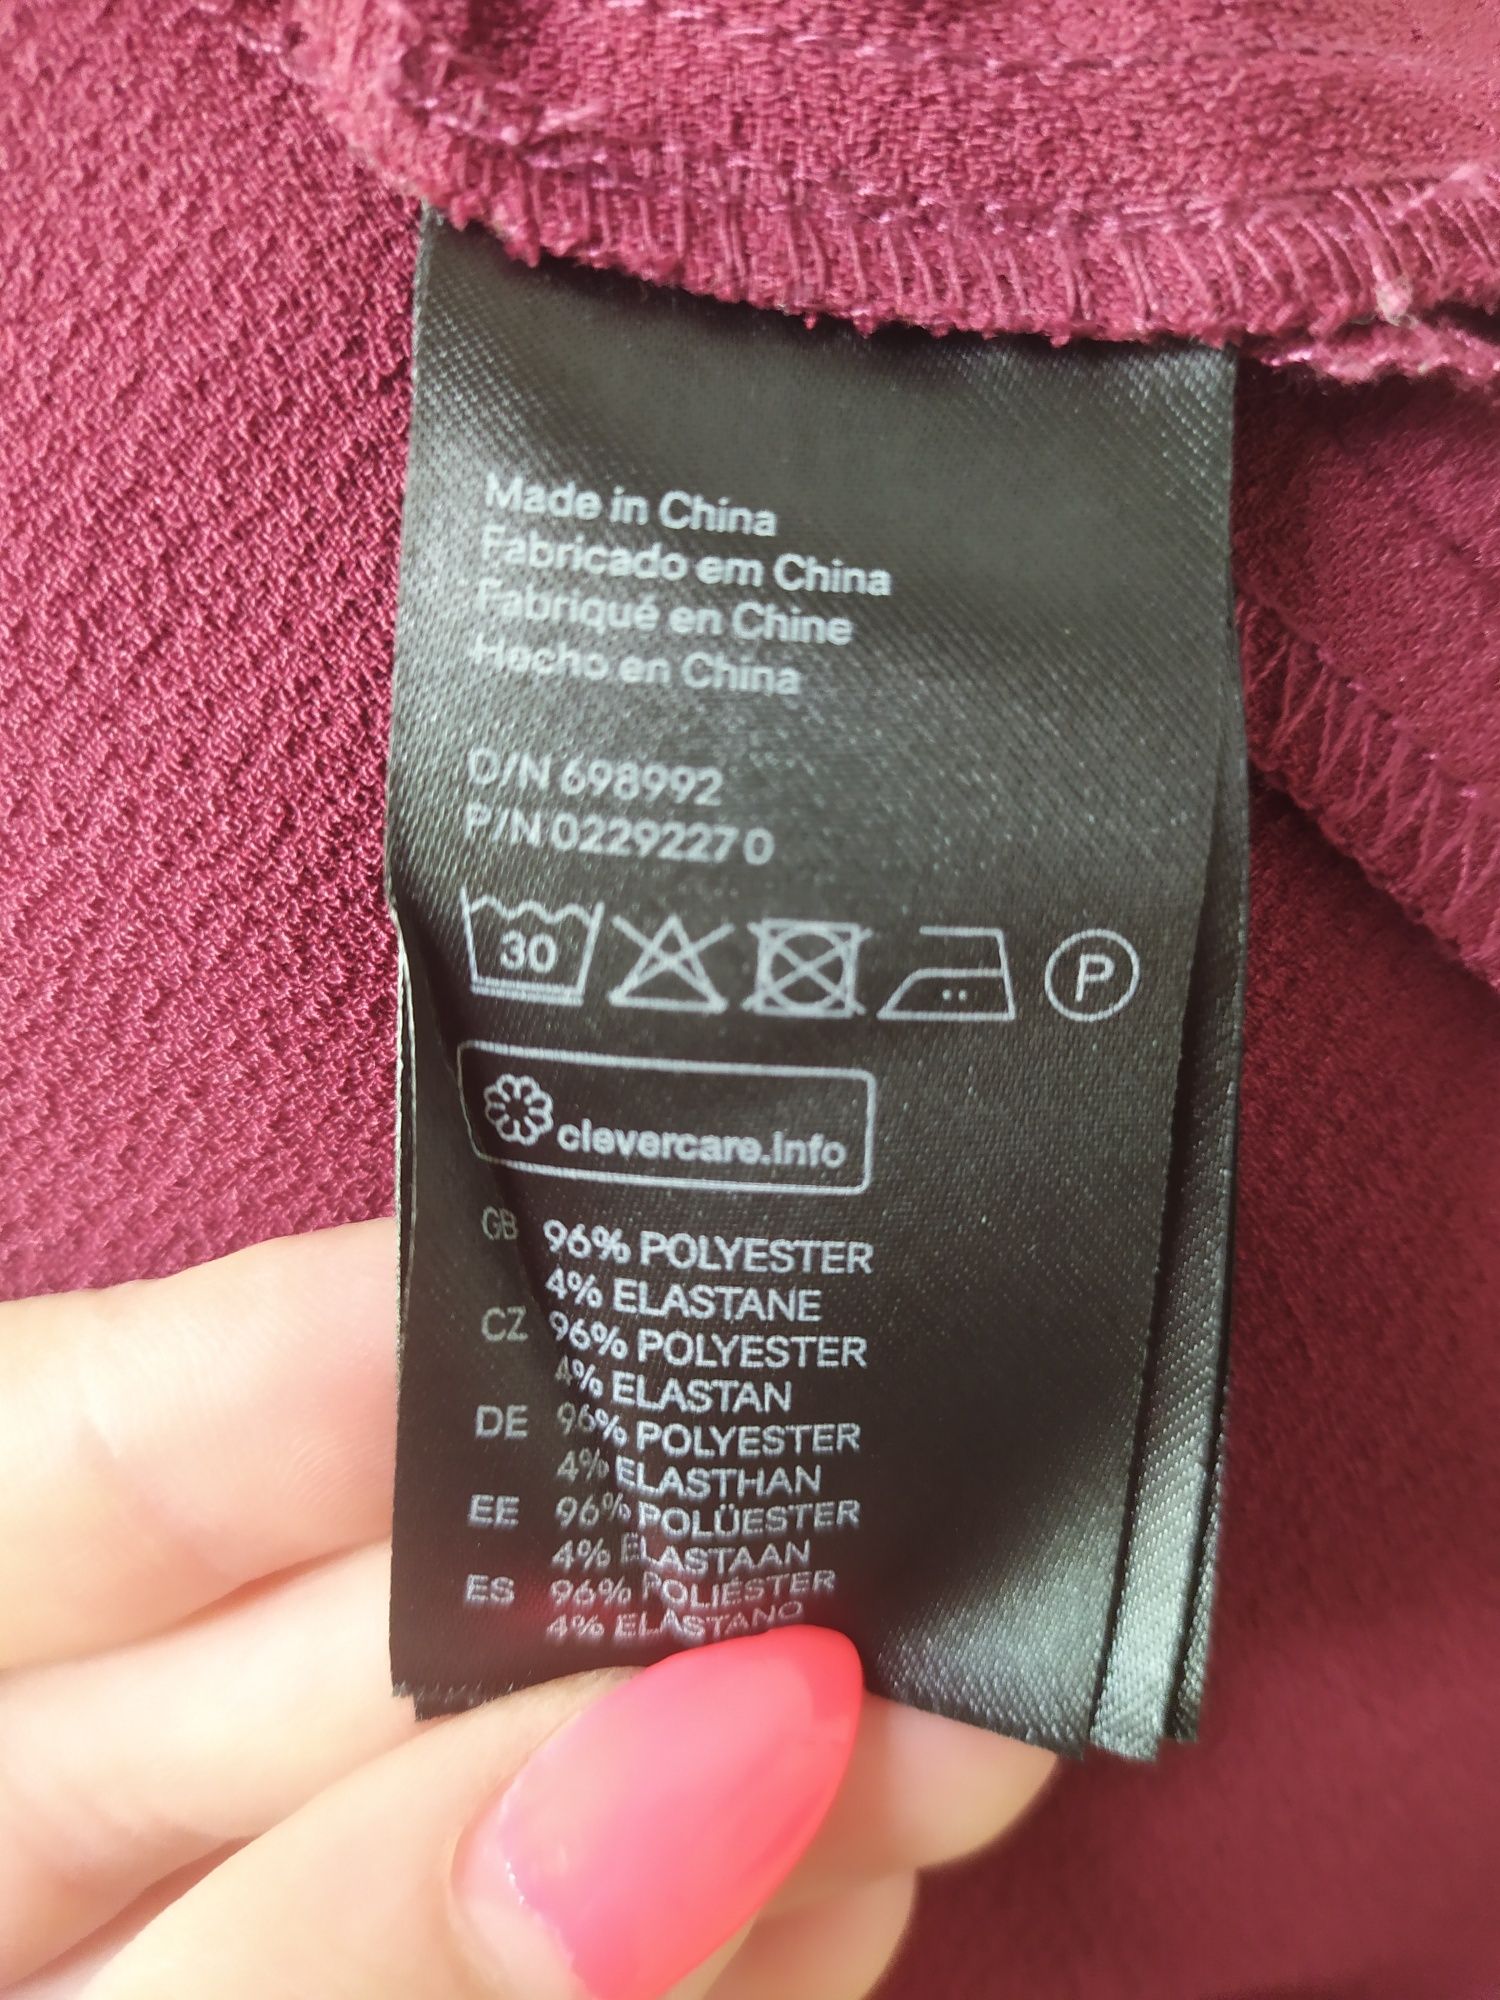 Made in China
Fabricado em China
Fabriqué en Chine
Hecho en China
O/N 698992
P/N 02292270
30
P
clevercare.info
GB 96% POLYESTER
4% ELASTANE
CZ 96% POLYESTER
4% ELASTAN
DE 96% POLYESTER
4% ELASTHAN
EE 96% POLÜESTER
4% ELASTAAN
ES 96% POLIÉSTER
4% ELASTANO